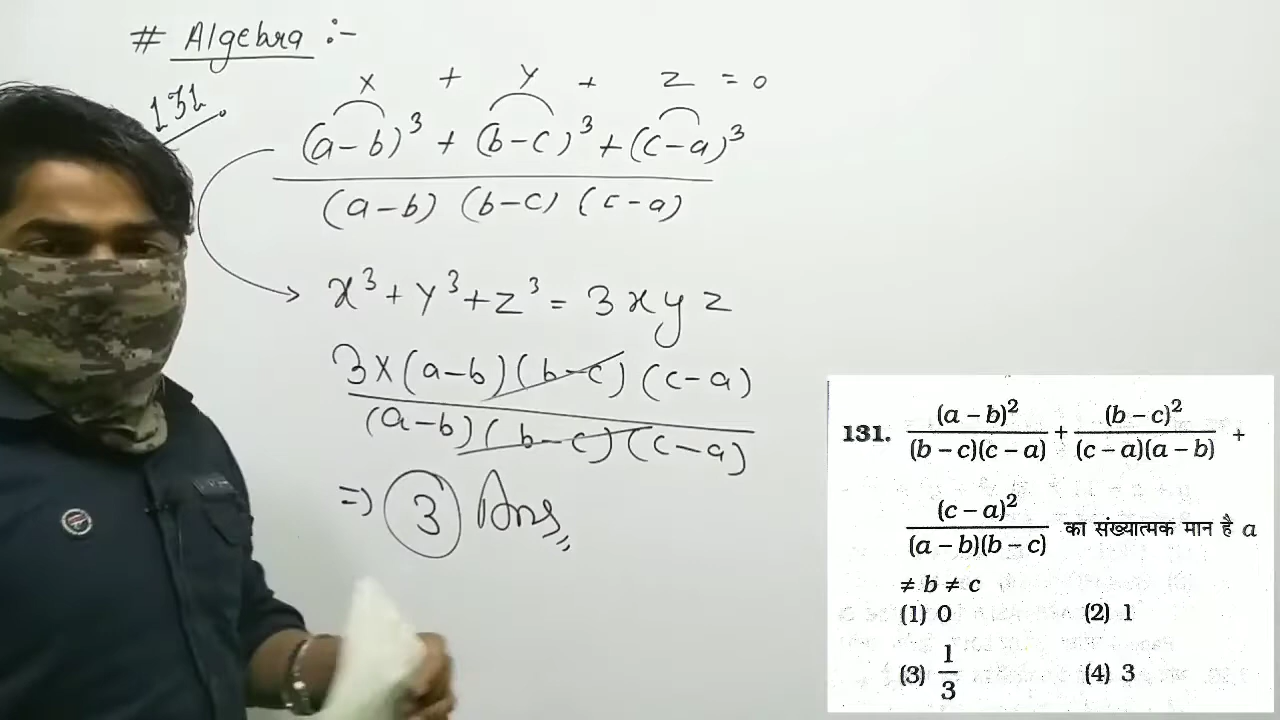 # Algebra :-
131.
x + y + z = 0
(a-b)³ + (b-c)³ + (c-a)³
(a-b) (b-c) (c-a)
x³ + y³ + z³ = 3xyz
3×(a-b)(b-c)(c-a)
(a-b)(b-c)(c-a)
=) 3 Ans,,
131. (a – b)²/(b – c)(c – a) + (b – c)²/(c – a)(a – b) +
(c – a)²/(a – b)(b – c) का संख्यात्मक मान है a
≠ b ≠ c
(1) 0 (2) 1
(3) 1/3 (4) 3